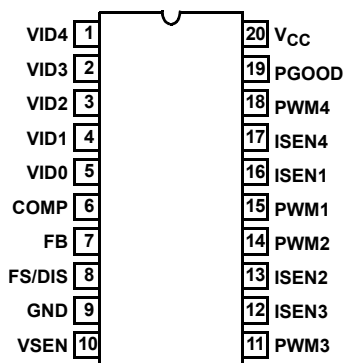 VID4 1 20 VCC
VID3 2 19 PGOOD
VID2 3 18 PWM4
VID1 4 17 ISEN4
VID0 5 16 ISEN1
COMP 6 15 PWM1
FB 7 14 PWM2
FS/DIS 8 13 ISEN2
GND 9 12 ISEN3
VSEN 10 11 PWM3